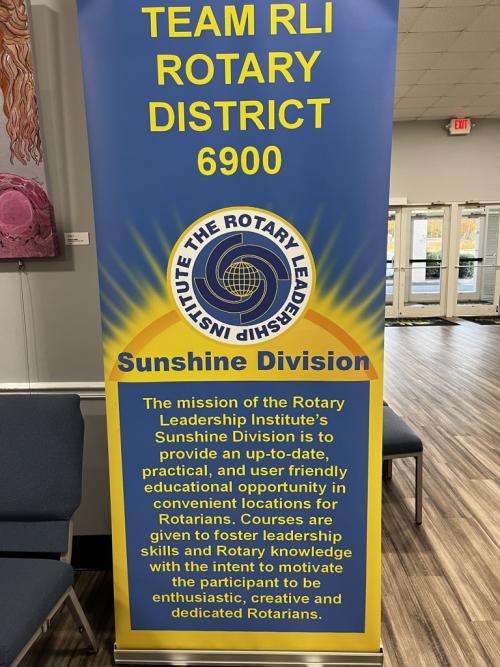 TEAM RLI
ROTARY
DISTRICT
6900
THE ROTARY LEADERSHIP INSTITUTE
Sunshine Division
The mission of the Rotary
Leadership Institute's
Sunshine Division is to
provide an up-to-date,
practical, and user friendly
educational opportunity in
convenient locations for
Rotarians. Courses are
given to foster leadership
skills and Rotary knowledge
with the intent to motivate
the participant to be
enthusiastic, creative and
dedicated Rotarians.
EXIT